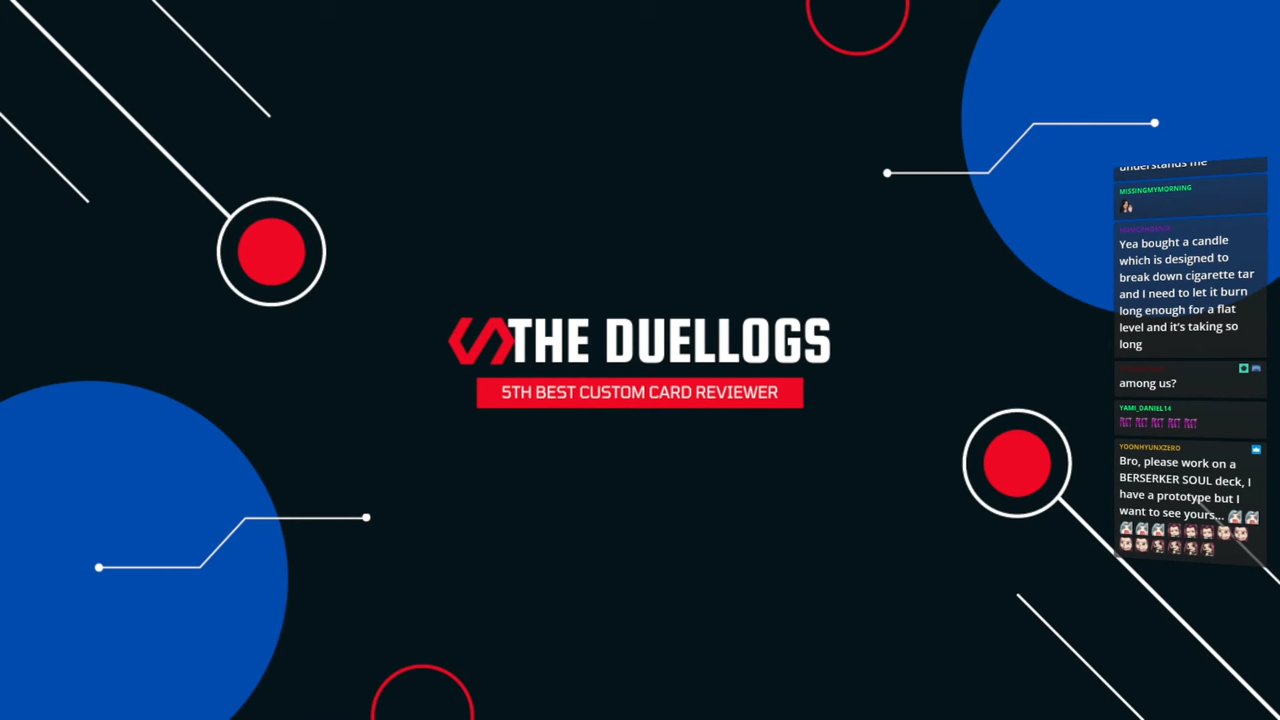 THE DUELLOGS
5TH BEST CUSTOM CARD REVIEWER
understands me
MISSINGMYMORNING
Yea bought a candle
which is designed to
break down cigarette tar
and I need to let it burn
long enough for a flat
level and it's taking so
long
among us?
YAMI_DANIEL14
YOONHYUNXZERO
Bro, please work on a
BERSERKER SOUL deck, I
have a prototype but I
want to see yours...